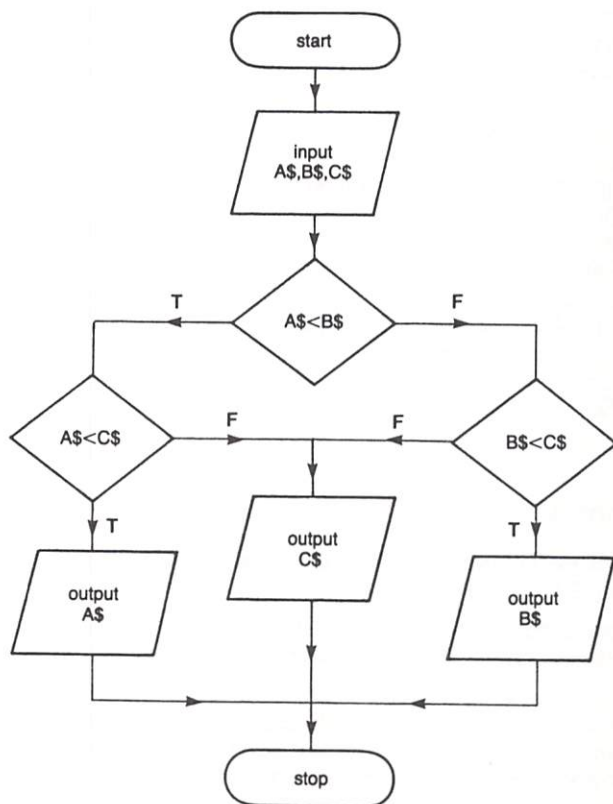 start
input
A$,B$,C$
T
A$<B$
F
A$<C$
F
F
B$<C$
T
output
C$
T
output
A$
output
B$
stop